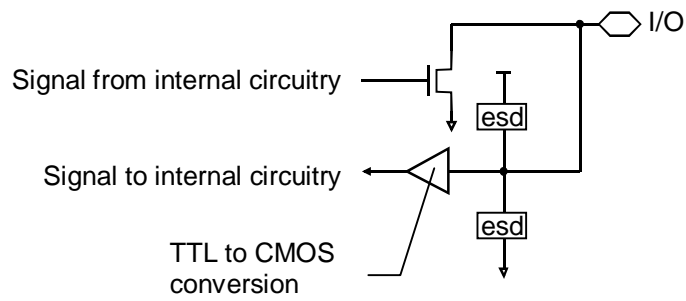 I/O
Signal from internal circuitry
esd
Signal to internal circuitry
esd
TTL to CMOS
conversion